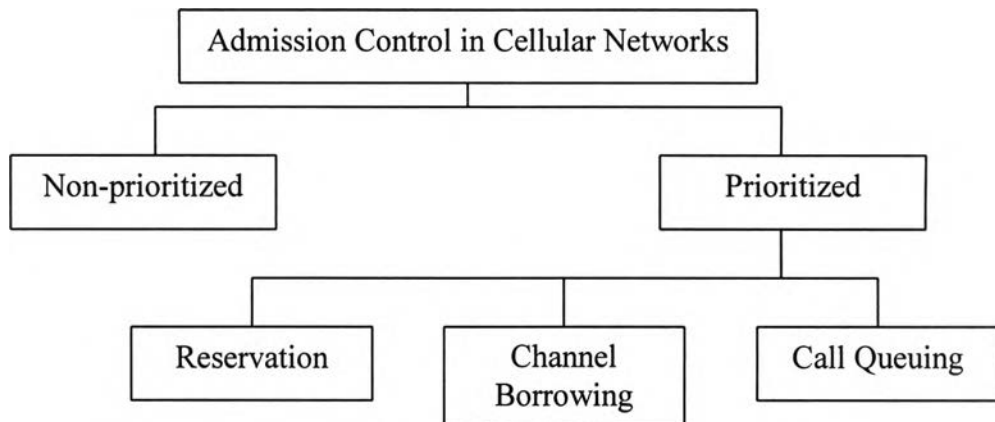 Admission Control in Cellular Networks
Non-prioritized
Prioritized
Reservation
Channel
Borrowing
Call Queuing